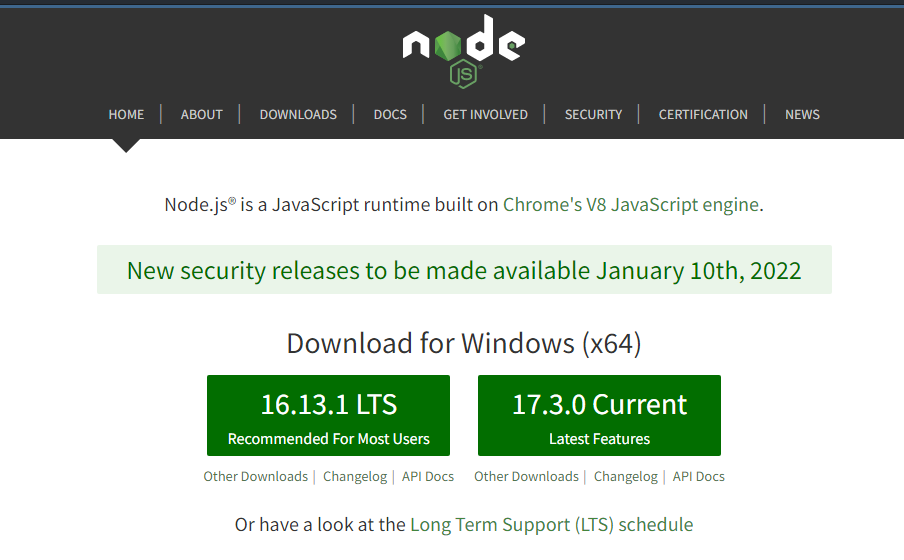 node
JS
HOME | ABOUT | DOWNLOADS | DOCS | GET INVOLVED | SECURITY | CERTIFICATION | NEWS
Node.js® is a JavaScript runtime built on Chrome's V8 JavaScript engine.
New security releases to be made available January 10th, 2022
Download for Windows (x64)
16.13.1 LTS 17.3.0 Current
Recommended For Most Users Latest Features
Other Downloads | Changelog | API Docs Other Downloads | Changelog | API Docs
Or have a look at the Long Term Support (LTS) schedule